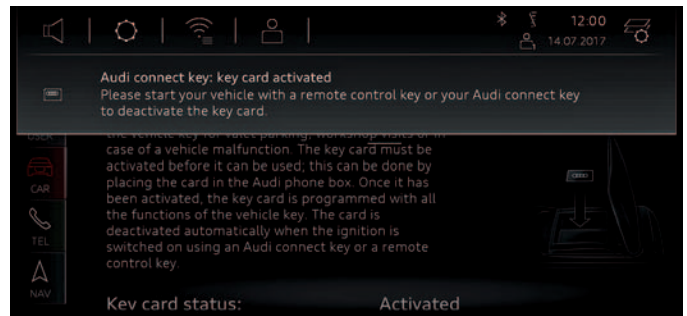 12:00
14.07.2017
Audi connect key: key card activated
Please start your vehicle with a remote control key or your Audi connect key
to deactivate the key card.
USER
the vehicle key for valet parking, workshop visits or in
case of a vehicle malfunction. The key card must be
activated before it can be used; this can be done by
placing the card in the Audi phone box. Once it has
been activated, the key card is programmed with all
the functions of the vehicle key. The card is
deactivated automatically when the ignition is
switched on using an Audi connect key or a remote
control key.
CAR
TEL
NAV
Key card status: Activated